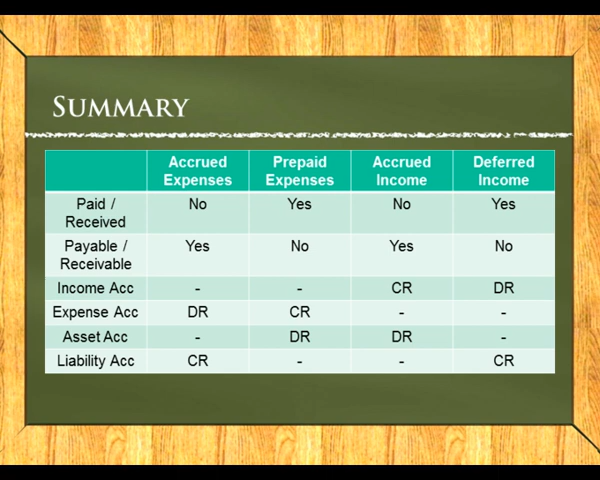 SUMMARY
Accrued Expenses Prepaid Expenses Accrued Income Deferred Income
Paid / Received No Yes No Yes
Payable / Receivable Yes No Yes No
Income Acc - - CR DR
Expense Acc DR CR - -
Asset Acc - DR DR -
Liability Acc CR - - CR